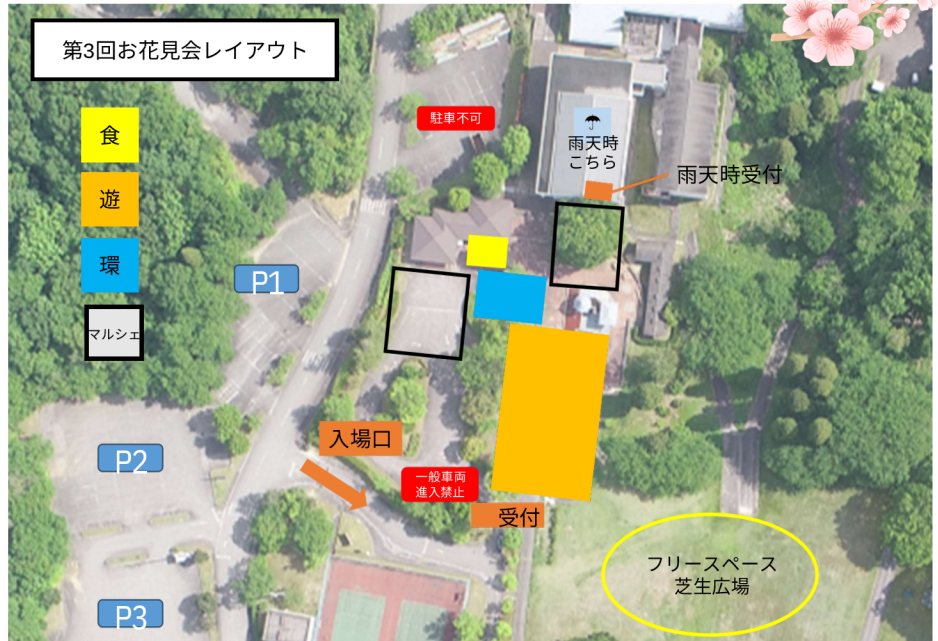 第3回お花見会レイアウト
食
遊
環
マルシェ
駐車不可
雨天時
こちら
雨天時受付
P1
入場口
P2
一般車両
進入禁止
受付
フリースペース
芝生広場
P3